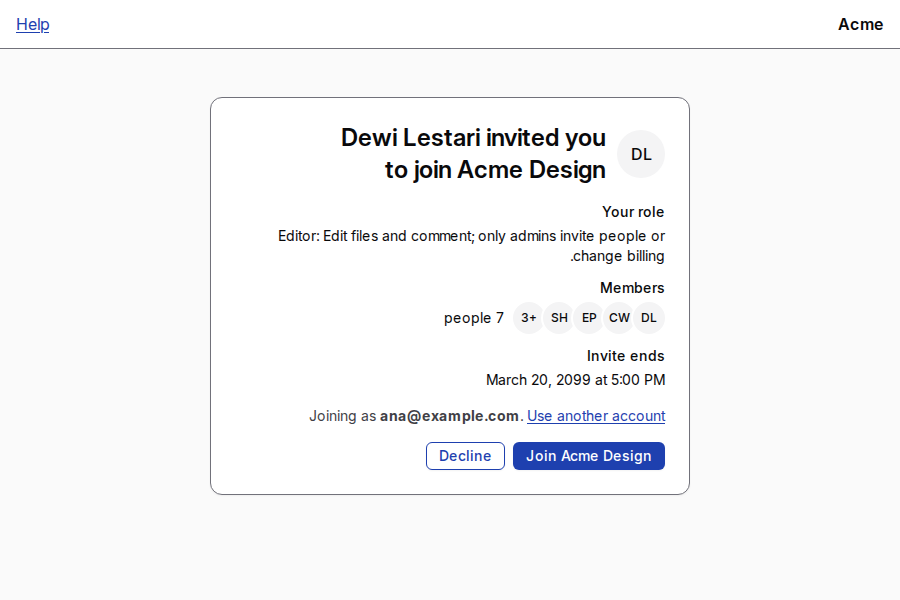 Acme
Help
Dewi Lestari invited you
to join Acme Design
DL
Your role
Editor: Edit files and comment; only admins invite people or
.change billing
Members
DL CW EP SH 3+ people 7
Invite ends
March 20, 2099 at 5:00 PM
Joining as ana@example.com. Use another account
Join Acme Design
Decline